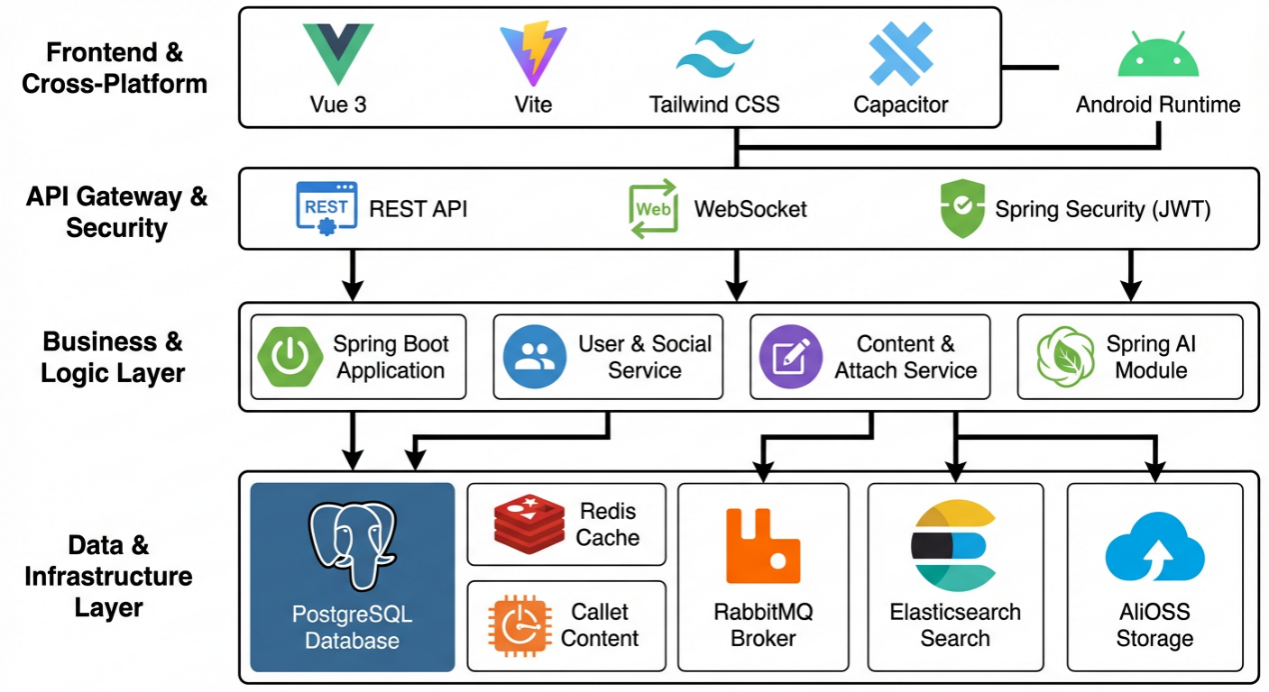 Frontend &
Cross-Platform
Vue 3
Vite
Tailwind CSS
Capacitor
Android Runtime
API Gateway &
Security
REST
REST API
Web
WebSocket
Spring Security (JWT)
Business &
Logic Layer
Spring Boot
Application
User & Social
Service
Content &
Attach Service
Spring AI
Module
Data &
Infrastructure
Layer
PostgreSQL
Database
Redis
Cache
Callet
Content
RabbitMQ
Broker
Elasticsearch
Search
AliOSS
Storage